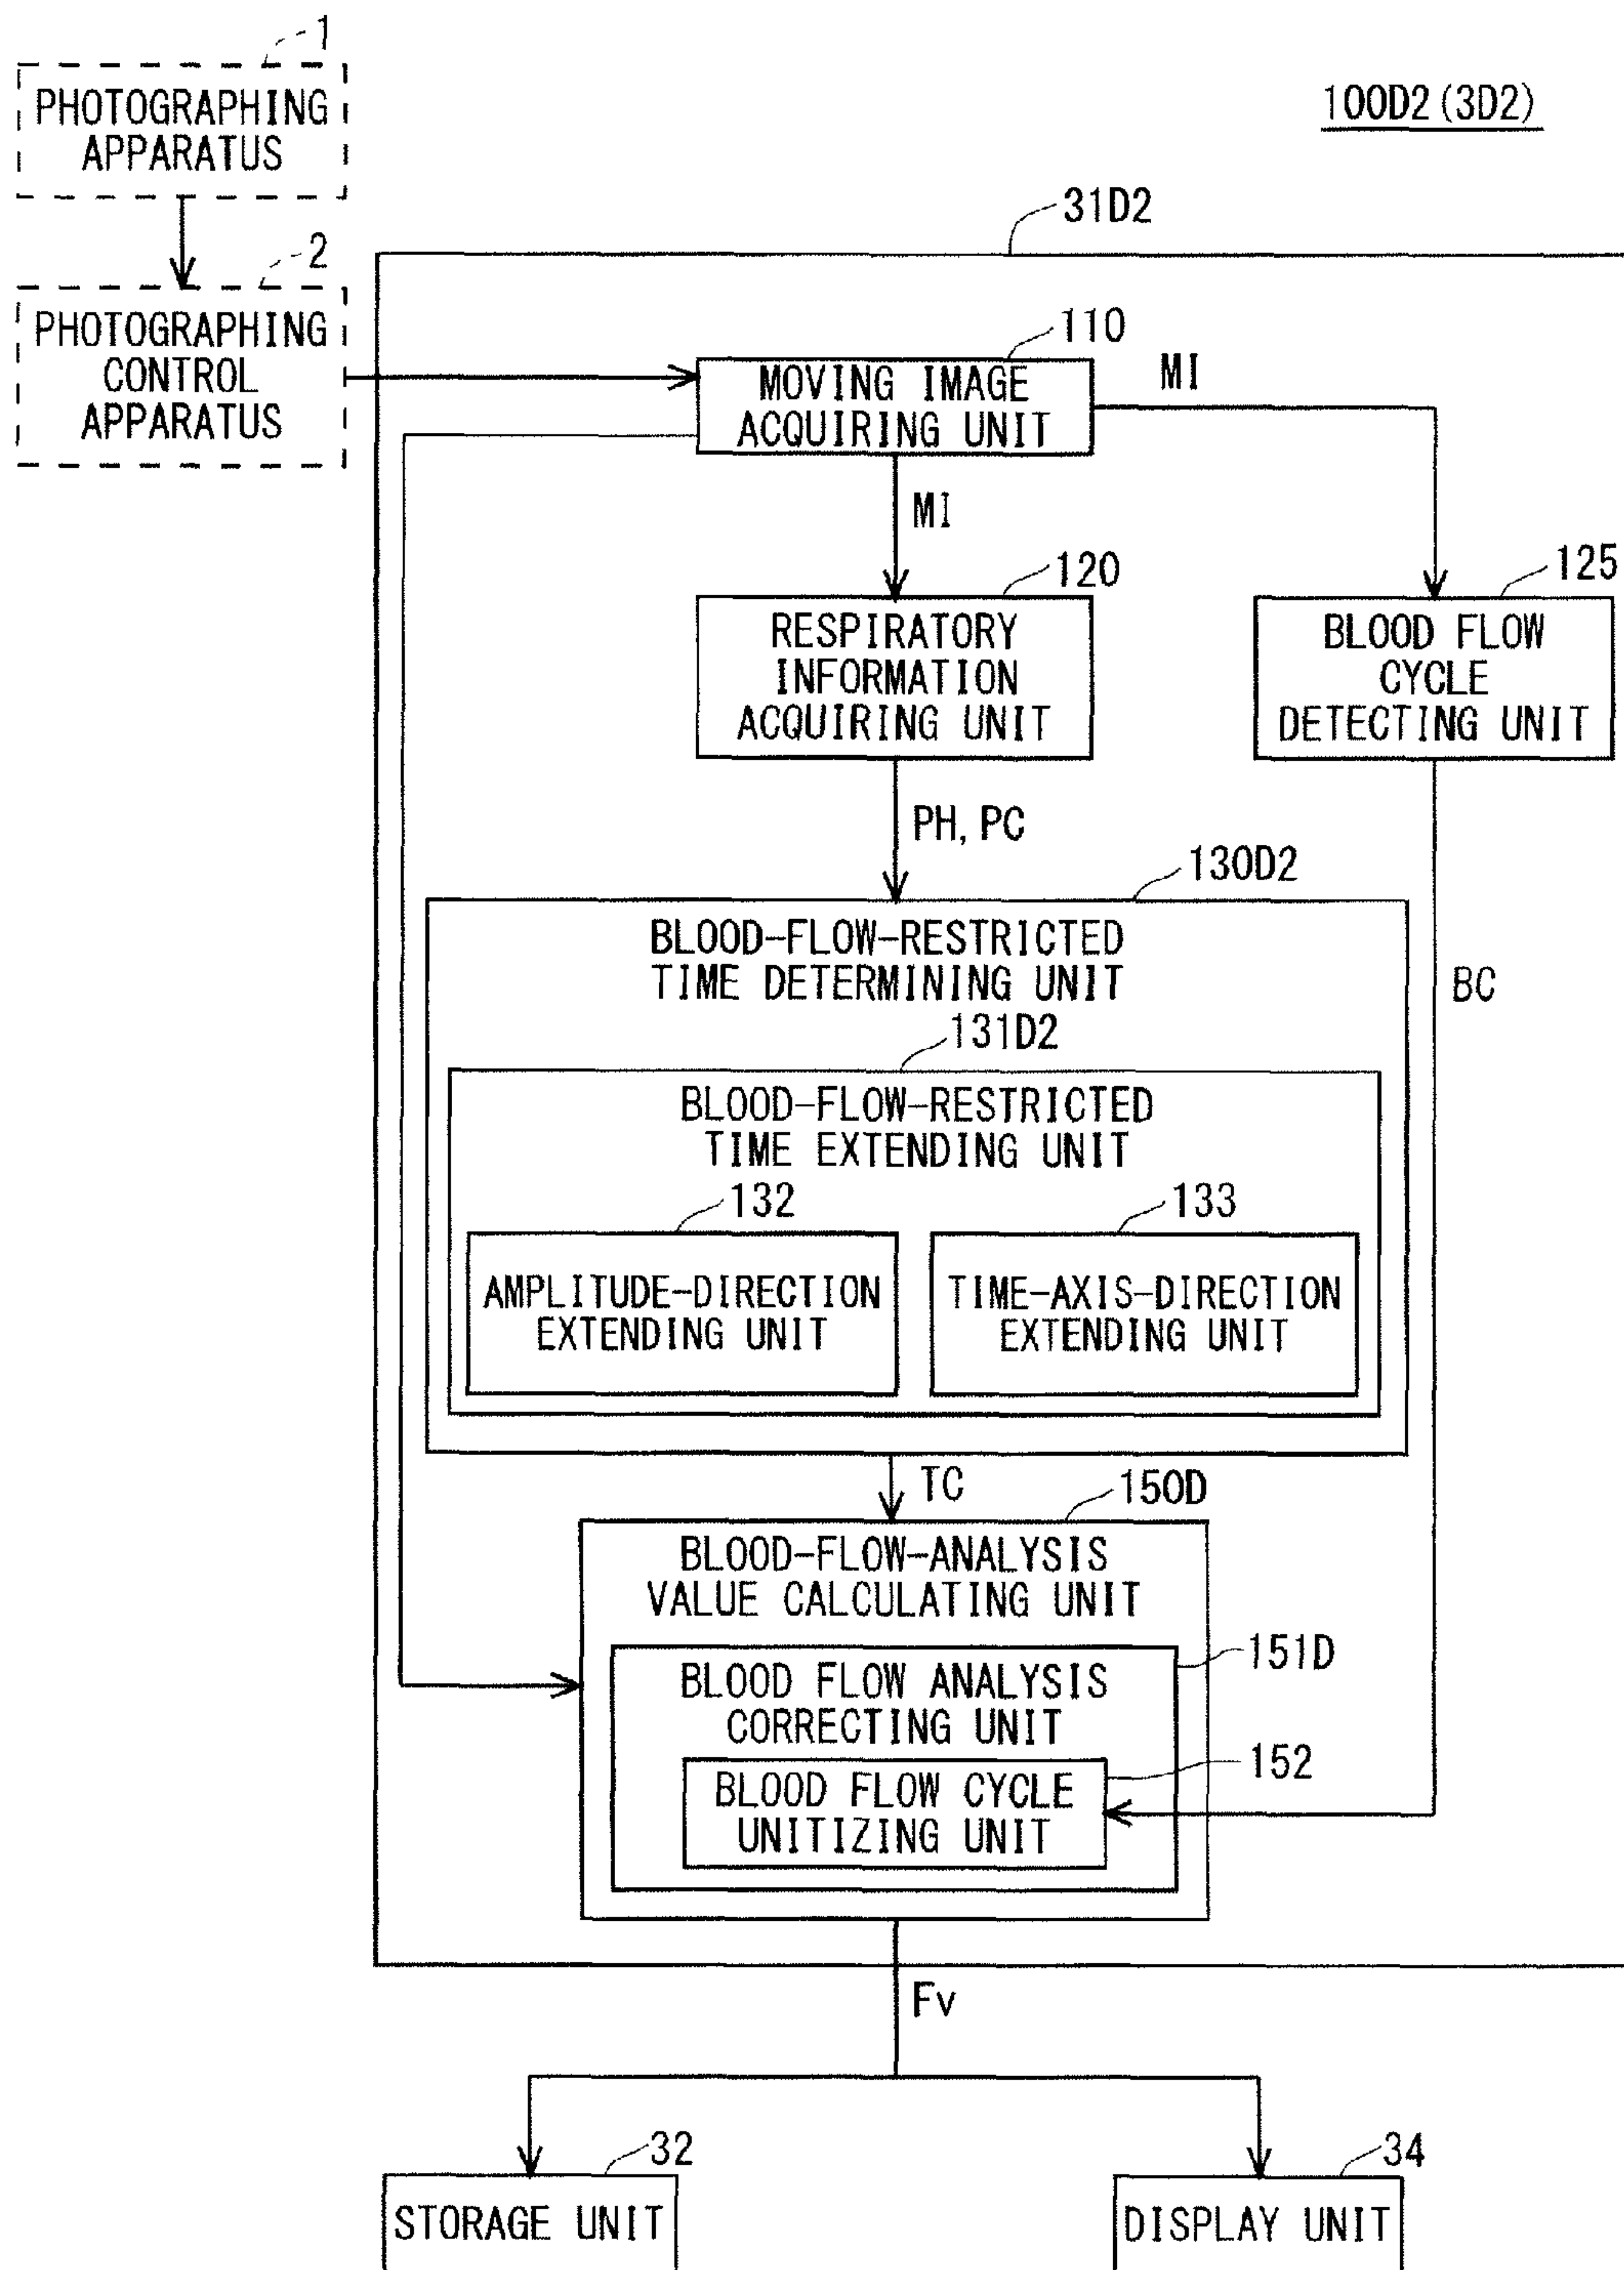 1
PHOTOGRAPHING
APPARATUS
100D2 (3D2)
31D2
2
PHOTOGRAPHING
CONTROL
APPARATUS
110
MOVING IMAGE
ACQUIRING UNIT
MI
MI
120
RESPIRATORY
INFORMATION
ACQUIRING UNIT
125
BLOOD FLOW
CYCLE
DETECTING UNIT
PH, PC
130D2
BLOOD-FLOW-RESTRICTED
TIME DETERMINING UNIT
BC
131D2
BLOOD-FLOW-RESTRICTED
TIME EXTENDING UNIT
132
AMPLITUDE-DIRECTION
EXTENDING UNIT
133
TIME-AXIS-DIRECTION
EXTENDING UNIT
TC
150D
BLOOD-FLOW-ANALYSIS
VALUE CALCULATING UNIT
151D
BLOOD FLOW ANALYSIS
CORRECTING UNIT
152
BLOOD FLOW CYCLE
UNITIZING UNIT
Fv
32
STORAGE UNIT
34
DISPLAY UNIT